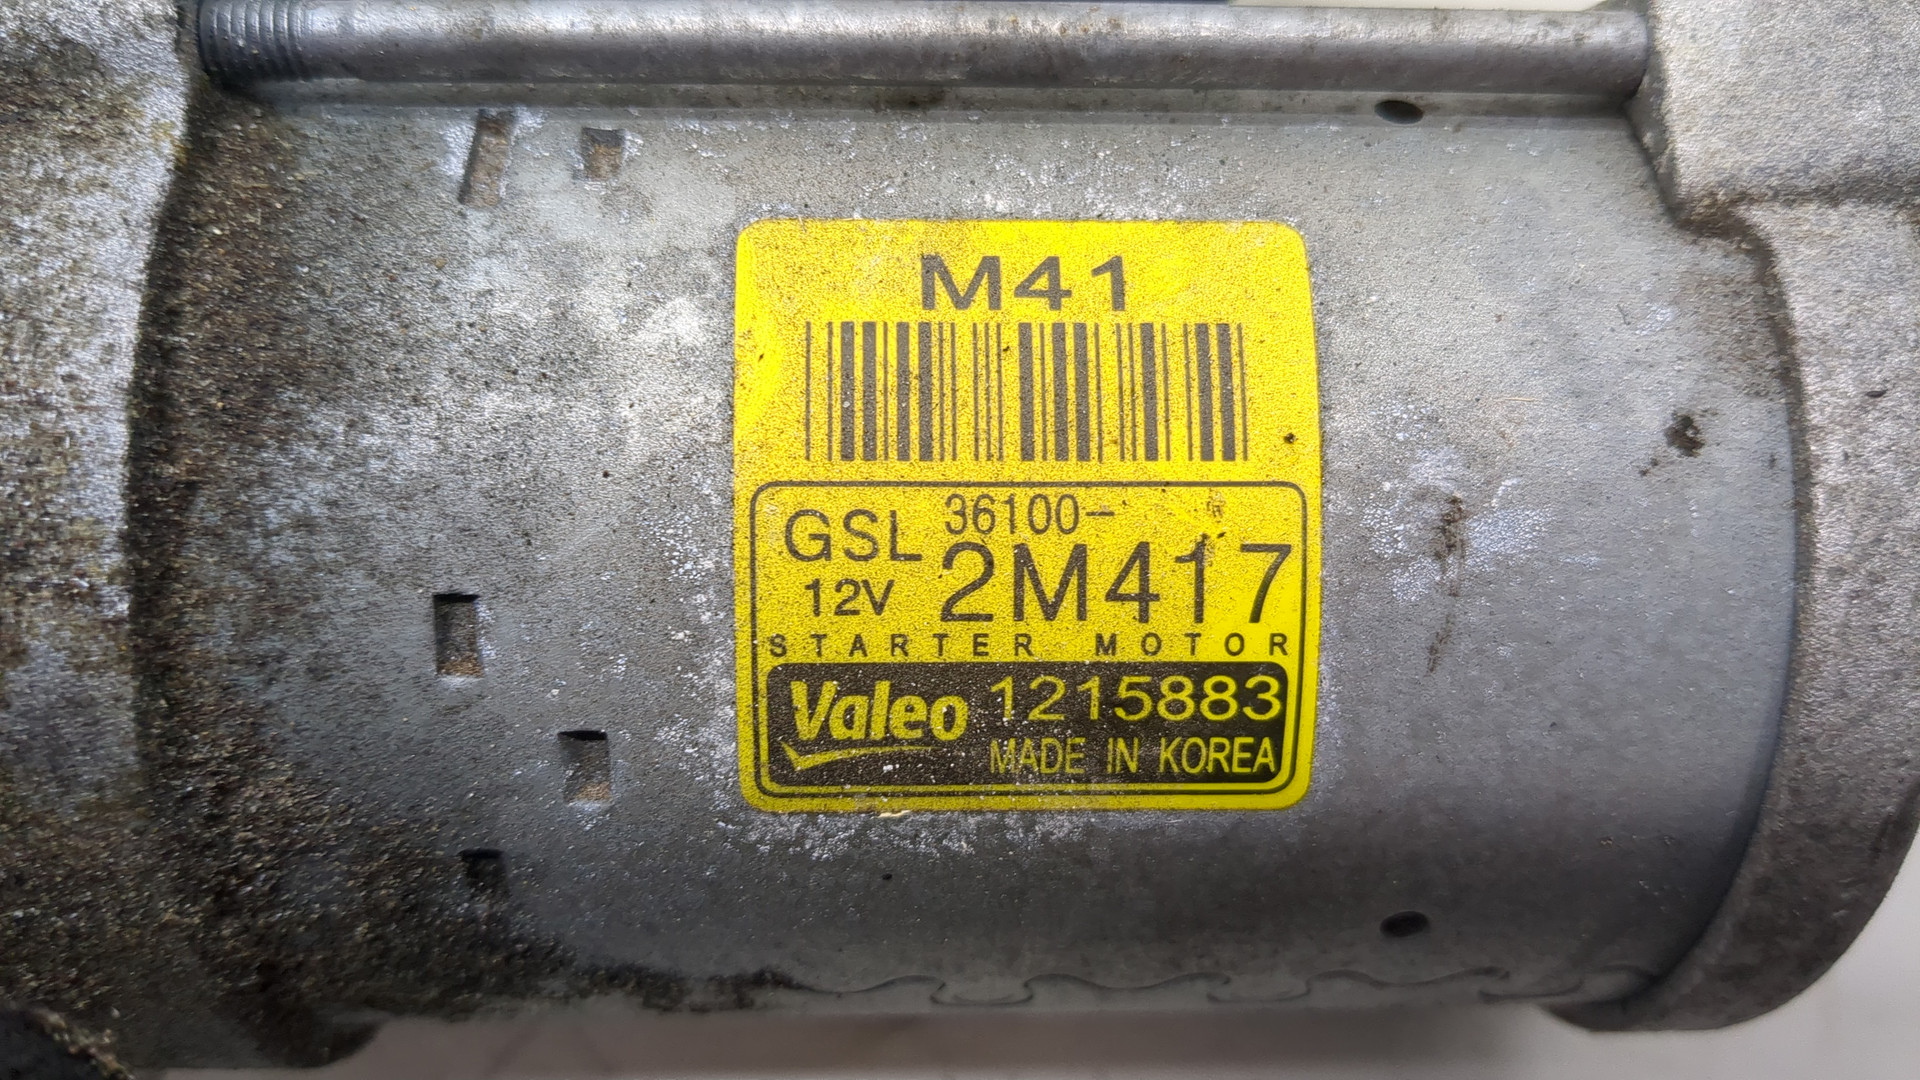 M41
GSL 36100-
12V 2M417
STARTER MOTOR
Valeo 1215883
MADE IN KOREA